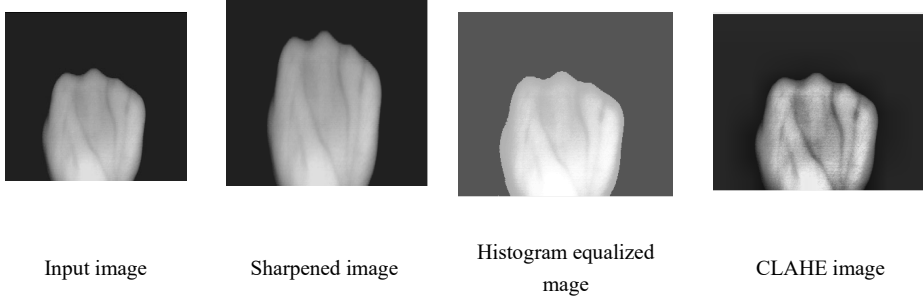 Input image
Sharpened image
Histogram equalized
mage
CLAHE image